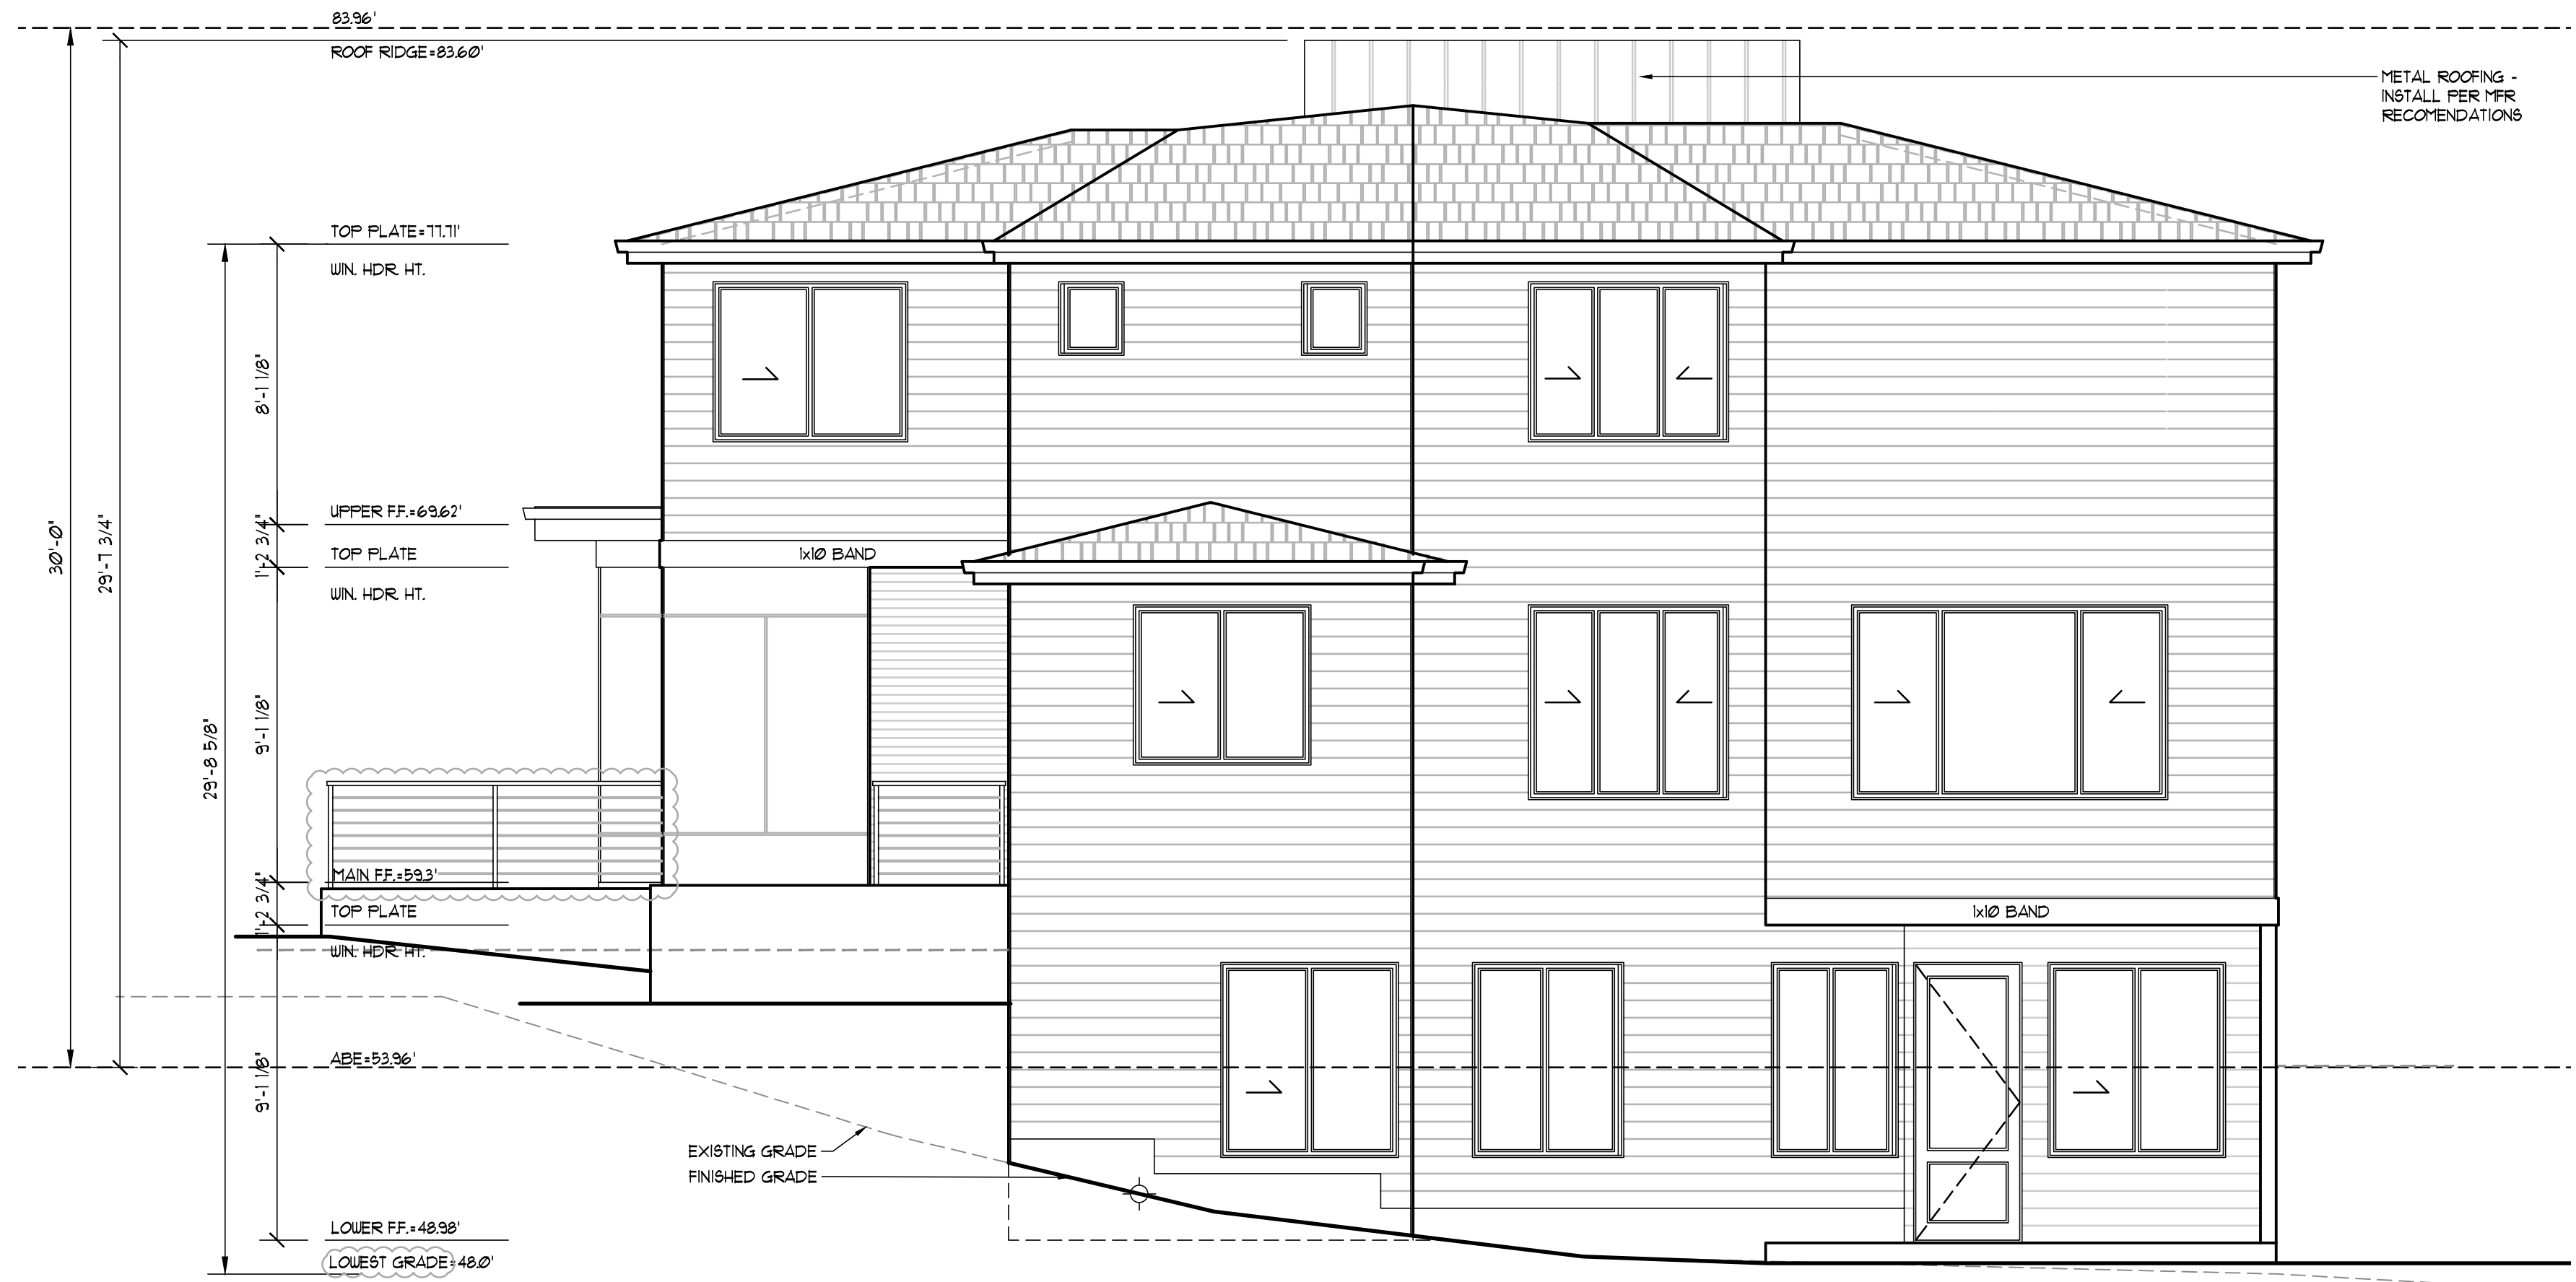 83.96'
ROOF RIDGE=83.60'
METAL ROOFING -
INSTALL PER MFR
RECOMENDATIONS
TOP PLATE=77.71'
WIN. HDR. HT.
8'-1 1/8"
UPPER F.F.=69.62'
1'-2 3/4"
TOP PLATE
1x10 BAND
WIN. HDR. HT.
30'-0"
29'-7 3/4"
29'-8 5/8"
9'-1 1/8"
MAIN F.F.=59.3'
1'-2 3/4"
TOP PLATE
1x10 BAND
WIN. HDR. HT.
ABE=53.96'
9'-1 1/8"
EXISTING GRADE
FINISHED GRADE
LOWER F.F.=48.98'
LOWEST GRADE=48.0'